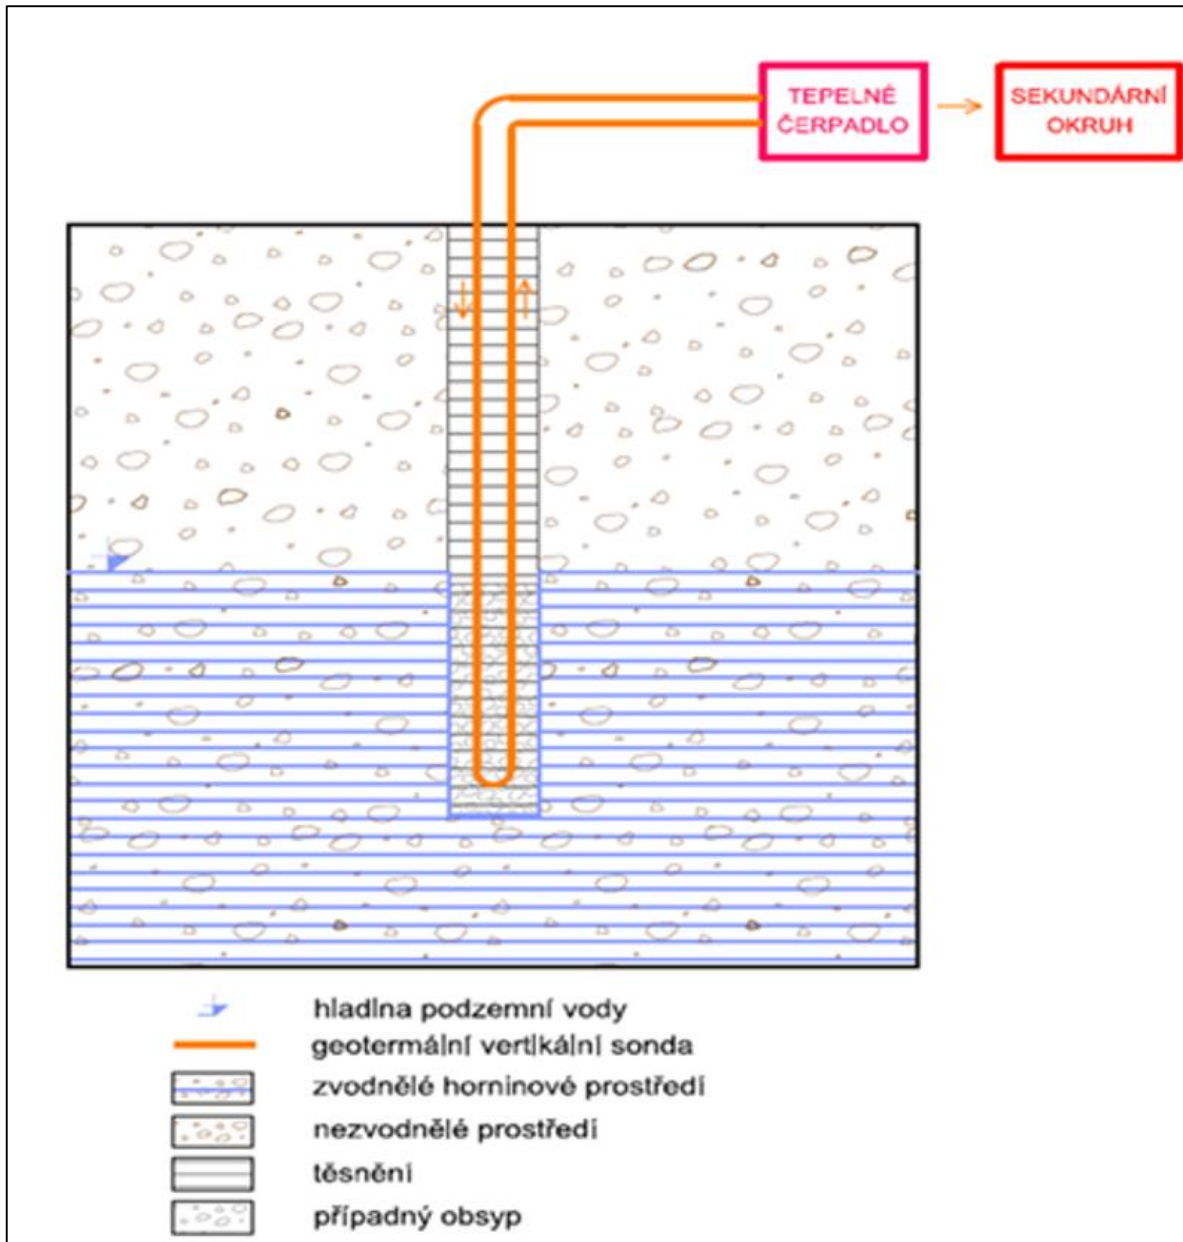 TEPELNÉ
ČERPADLO
SEKUNDÁRNÍ
OKRUH
hladina podzemní vody
geotermální vertikální sonda
zvodnělé horninové prostředí
nezvodnělé prostředí
těsnění
případný obsyp